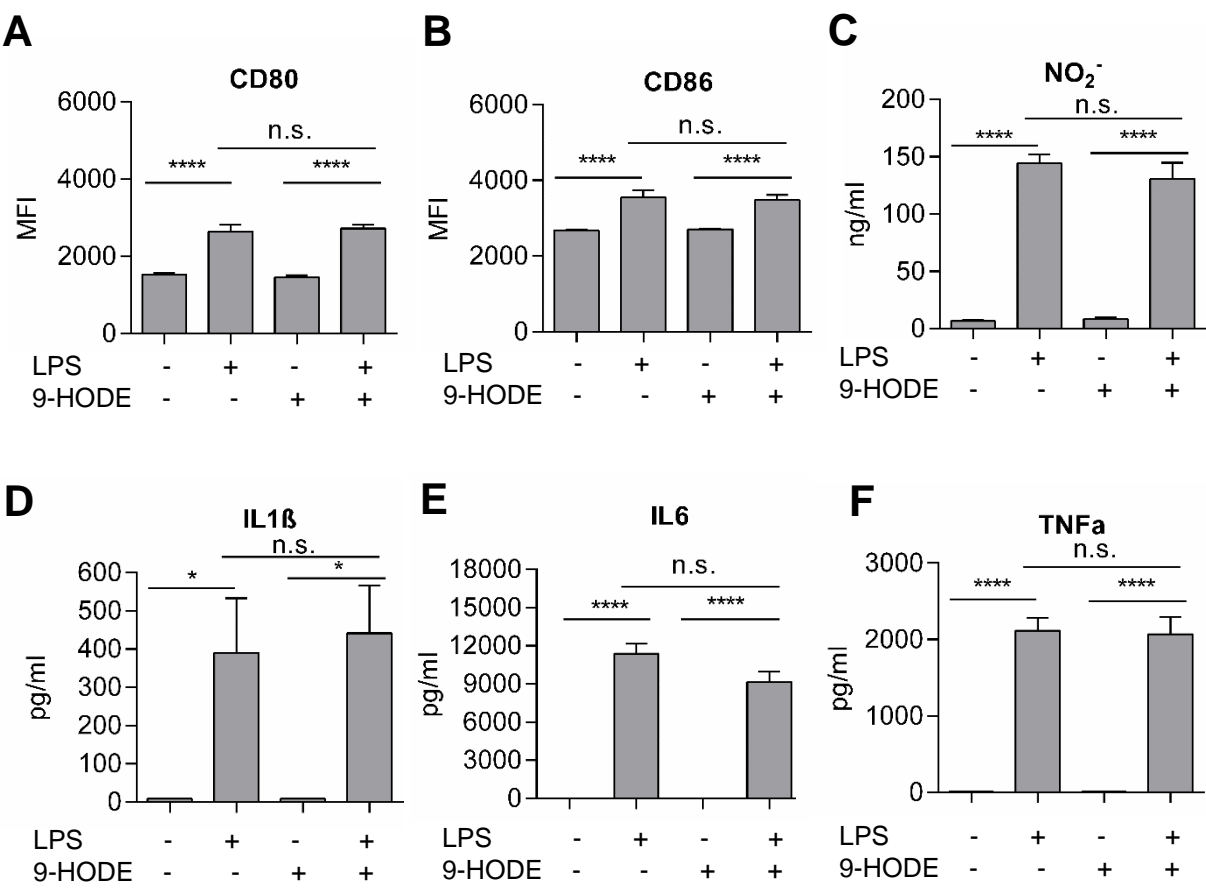 A
CD80
6000
4000
2000
0
MFI
n.s.
**** ****
LPS - + - +
9-HODE - - + +
B
CD86
6000
4000
2000
0
MFI
n.s.
**** ****
LPS - + - +
9-HODE - - + +
C
NO₂⁻
200
150
100
50
0
ng/ml
n.s.
**** ****
LPS - + - +
9-HODE - - + +
D
IL1ß
600
500
400
300
200
100
0
pg/ml
n.s.
* *
LPS - + - +
9-HODE - - + +
E
IL6
18000
15000
12000
9000
6000
3000
0
pg/ml
n.s.
**** ****
LPS - + - +
9-HODE - - + +
F
TNFa
3000
2000
1000
0
pg/ml
n.s.
**** ****
LPS - + - +
9-HODE - - + +